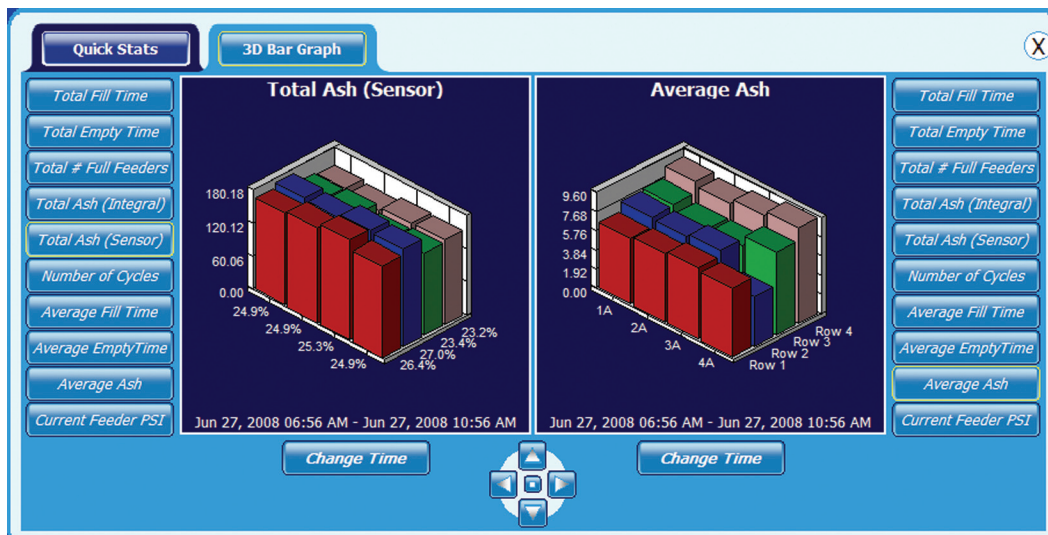 Quick Stats
3D Bar Graph
X
Total Fill Time
Total Empty Time
Total # Full Feeders
Total Ash (Integral)
Total Ash (Sensor)
Number of Cycles
Average Fill Time
Average EmptyTime
Average Ash
Current Feeder PSI
Total Ash (Sensor)
180.18
120.12
60.06
0.00
24.9%
24.9%
25.3%
24.9%
26.4%
27.0%
23.4%
23.2%
Jun 27, 2008 06:56 AM - Jun 27, 2008 10:56 AM
Change Time
Average Ash
9.60
7.68
5.76
3.84
1.92
0.00
1A
2A
3A
4A
Row 1
Row 2
Row 3
Row 4
Jun 27, 2008 06:56 AM - Jun 27, 2008 10:56 AM
Change Time
Total Fill Time
Total Empty Time
Total # Full Feeders
Total Ash (Integral)
Total Ash (Sensor)
Number of Cycles
Average Fill Time
Average EmptyTime
Average Ash
Current Feeder PSI